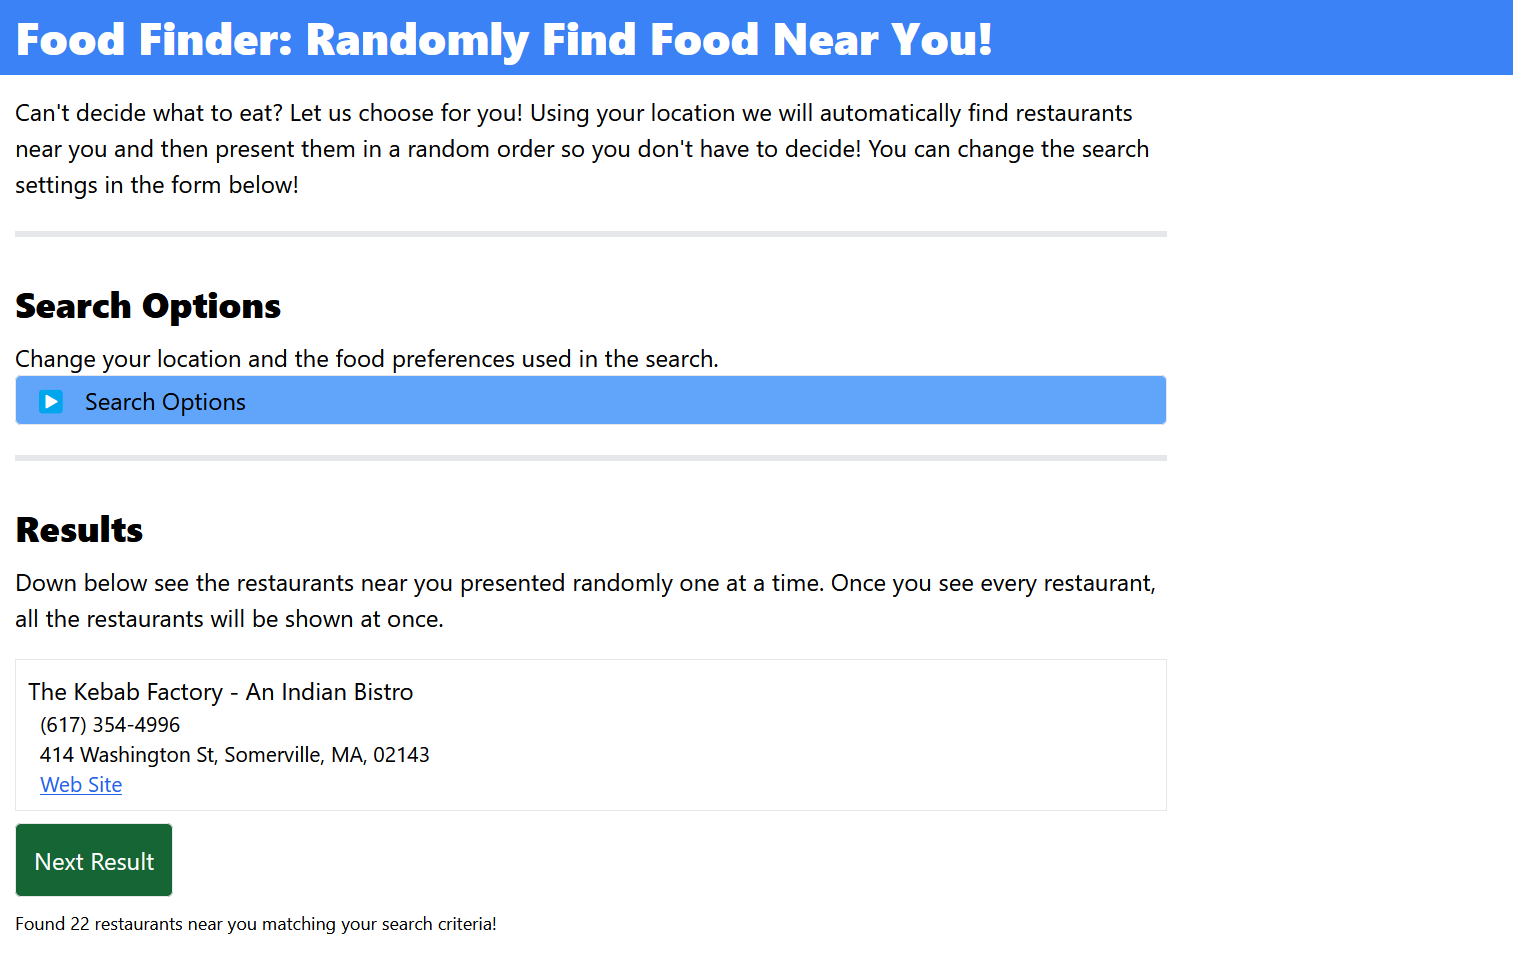 Food Finder: Randomly Find Food Near You!
Can't decide what to eat? Let us choose for you! Using your location we will automatically find restaurants
near you and then present them in a random order so you don't have to decide! You can change the search
settings in the form below!
Search Options
Change your location and the food preferences used in the search.
Search Options
Results
Down below see the restaurants near you presented randomly one at a time. Once you see every restaurant,
all the restaurants will be shown at once.
The Kebab Factory - An Indian Bistro
(617) 354-4996
414 Washington St, Somerville, MA, 02143
Web Site
Next Result
Found 22 restaurants near you matching your search criteria!